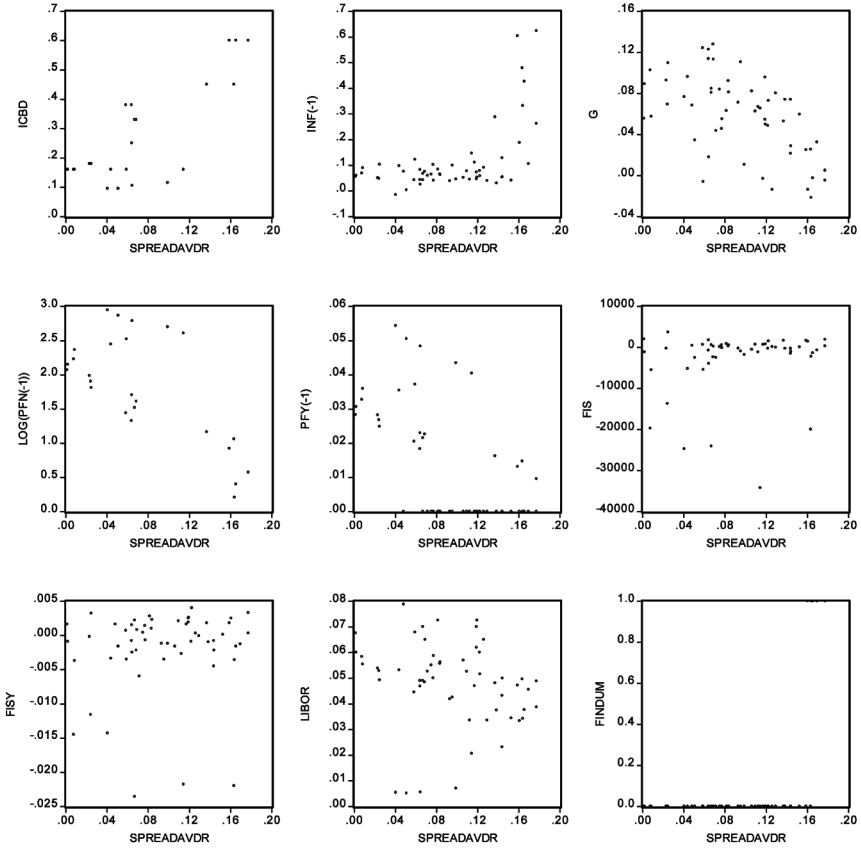 .7
.6
.5
.4
.3
.2
.1
.0
ICBD
.00 .04 .08 .12 .16 .20
SPREADAVDR
.7
.6
.5
.4
.3
.2
.1
.0
-.1
INF(-1)
.00 .04 .08 .12 .16 .20
SPREADAVDR
.16
.12
.08
.04
.00
-.04
G
.00 .04 .08 .12 .16 .20
SPREADAVDR
3.0
2.5
2.0
1.5
1.0
0.5
0.0
LOG(PFN(-1))
.00 .04 .08 .12 .16 .20
SPREADAVDR
.06
.05
.04
.03
.02
.01
.00
PFY(-1)
.00 .04 .08 .12 .16 .20
SPREADAVDR
10000
0
-10000
-20000
-30000
-40000
FIS
.00 .04 .08 .12 .16 .20
SPREADAVDR
.005
.000
-.005
-.010
-.015
-.020
-.025
FISY
.00 .04 .08 .12 .16 .20
SPREADAVDR
.08
.07
.06
.05
.04
.03
.02
.01
.00
LIBOR
.00 .04 .08 .12 .16 .20
SPREADAVDR
1.0
0.8
0.6
0.4
0.2
0.0
FINDUM
.00 .04 .08 .12 .16 .20
SPREADAVDR